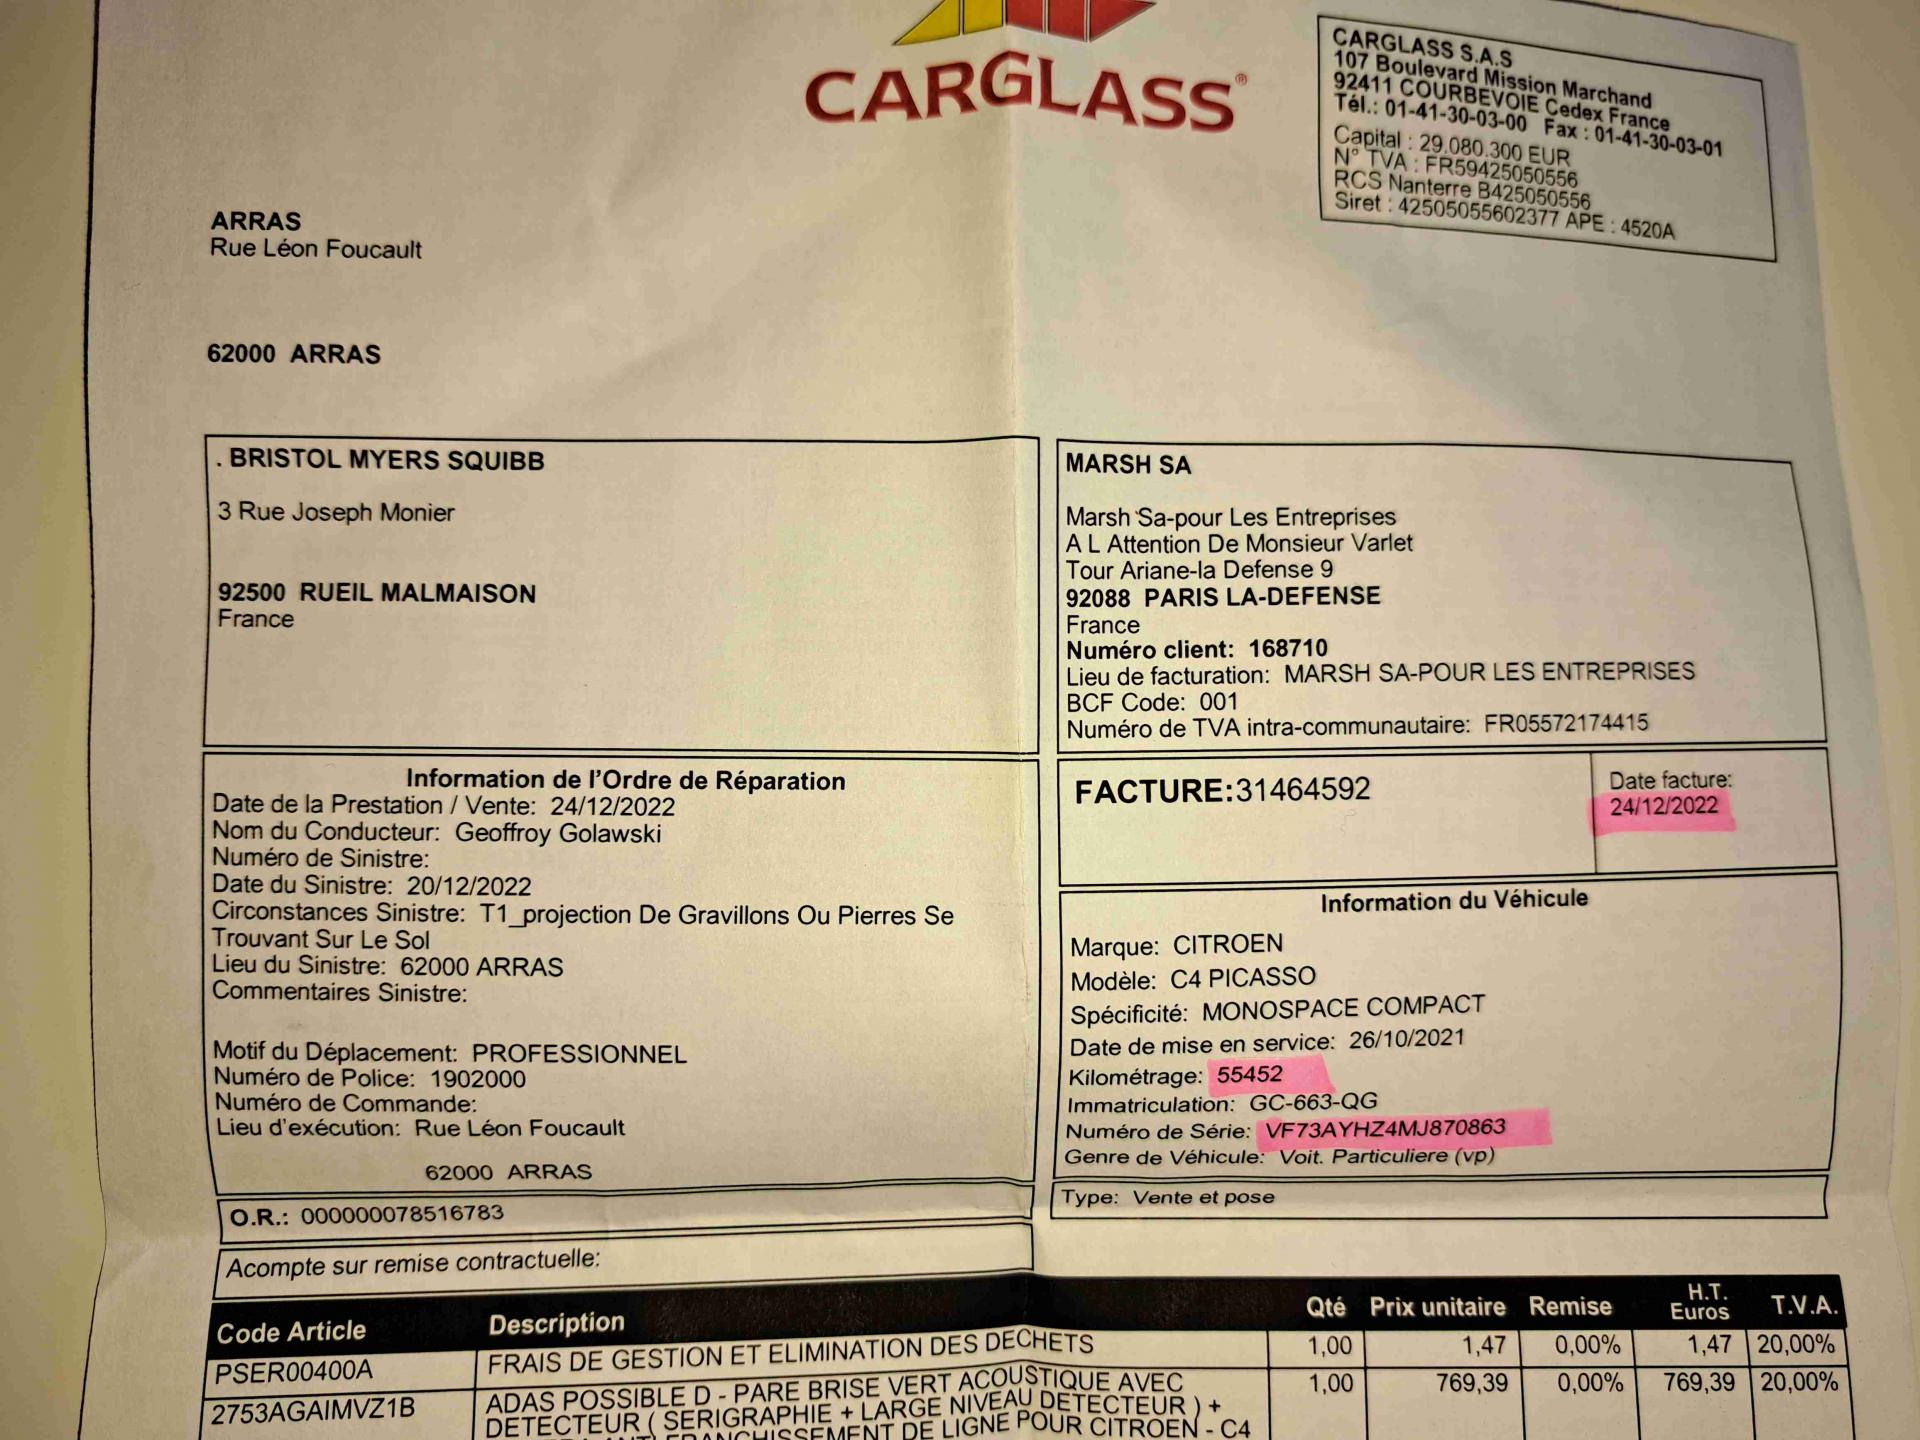 CARGLASS®
CARGLASS S.A.S
107 Boulevard Mission Marchand
92411 COURBEVOIE Cedex France
Tél.: 01-41-30-03-00 Fax : 01-41-30-03-01
Capital : 29.080.300 EUR
N° TVA : FR59425050556
RCS Nanterre B425050556
Siret : 42505055602377 APE : 4520A
ARRAS
Rue Léon Foucault
62000 ARRAS
. BRISTOL MYERS SQUIBB
3 Rue Joseph Monier
92500 RUEIL MALMAISON
France
MARSH SA
Marsh Sa-pour Les Entreprises
A L Attention De Monsieur Varlet
Tour Ariane-la Defense 9
92088 PARIS LA-DEFENSE
France
Numéro client: 168710
Lieu de facturation: MARSH SA-POUR LES ENTREPRISES
BCF Code: 001
Numéro de TVA intra-communautaire: FR05572174415
Information de l'Ordre de Réparation
Date de la Prestation / Vente: 24/12/2022
Nom du Conducteur: Geoffroy Golawski
Numéro de Sinistre:
Date du Sinistre: 20/12/2022
Circonstances Sinistre: T1_projection De Gravillons Ou Pierres Se
Trouvant Sur Le Sol
Lieu du Sinistre: 62000 ARRAS
Commentaires Sinistre:
Motif du Déplacement: PROFESSIONNEL
Numéro de Police: 1902000
Numéro de Commande:
Lieu d'exécution: Rue Léon Foucault
62000 ARRAS
FACTURE:31464592
Date facture:
24/12/2022
Information du Véhicule
Marque: CITROEN
Modèle: C4 PICASSO
Spécificité: MONOSPACE COMPACT
Date de mise en service: 26/10/2021
Kilométrage: 55452
Immatriculation: GC-663-QG
Numéro de Série: VF73AYHZ4MJ870863
Genre de Véhicule: Voit. Particuliere (vp)
O.R.: 000000078516783
Type: Vente et pose
Acompte sur remise contractuelle:
Code Article Description Qté Prix unitaire Remise H.T. Euros T.V.A.
PSER00400A FRAIS DE GESTION ET ELIMINATION DES DECHETS 1,00 1,47 0,00% 1,47 20,00%
2753AGAIMVZ1B ADAS POSSIBLE D - PARE BRISE VERT ACOUSTIQUE AVEC 1,00 769,39 0,00% 769,39 20,00%
DETECTEUR ( SERIGRAPHIE + LARGE NIVEAU DETECTEUR ) +
FRANCHISSEMENT DE LIGNE POUR CITROEN - C4